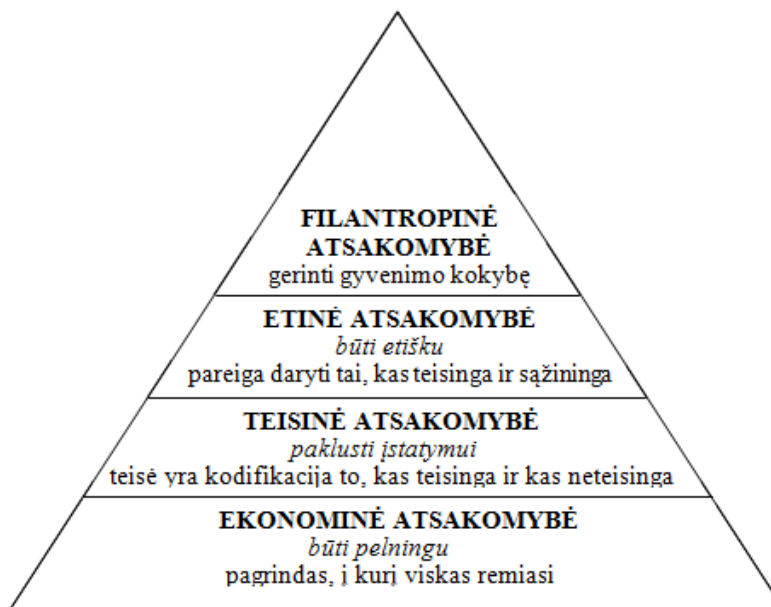 FILANTROPINĖ
ATSAKOMYBĖ
gerinti gyvenimo kokybę
ETINĖ ATSAKOMYBĖ
būti etišku
pareiga daryti tai, kas teisinga ir sąžininga
TEISINĖ ATSAKOMYBĖ
paklusti įstatymui
teisė yra kodifikacija to, kas teisinga ir kas neteisinga
EKONOMINĖ ATSAKOMYBĖ
būti pelningu
pagrindas, į kurį viskas remiasi